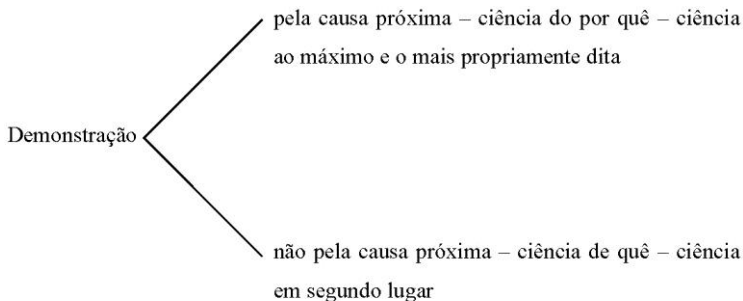 pela causa próxima – ciência do por quê – ciência
ao máximo e o mais propriamente dita
Demonstração
não pela causa próxima – ciência de quê – ciência
em segundo lugar